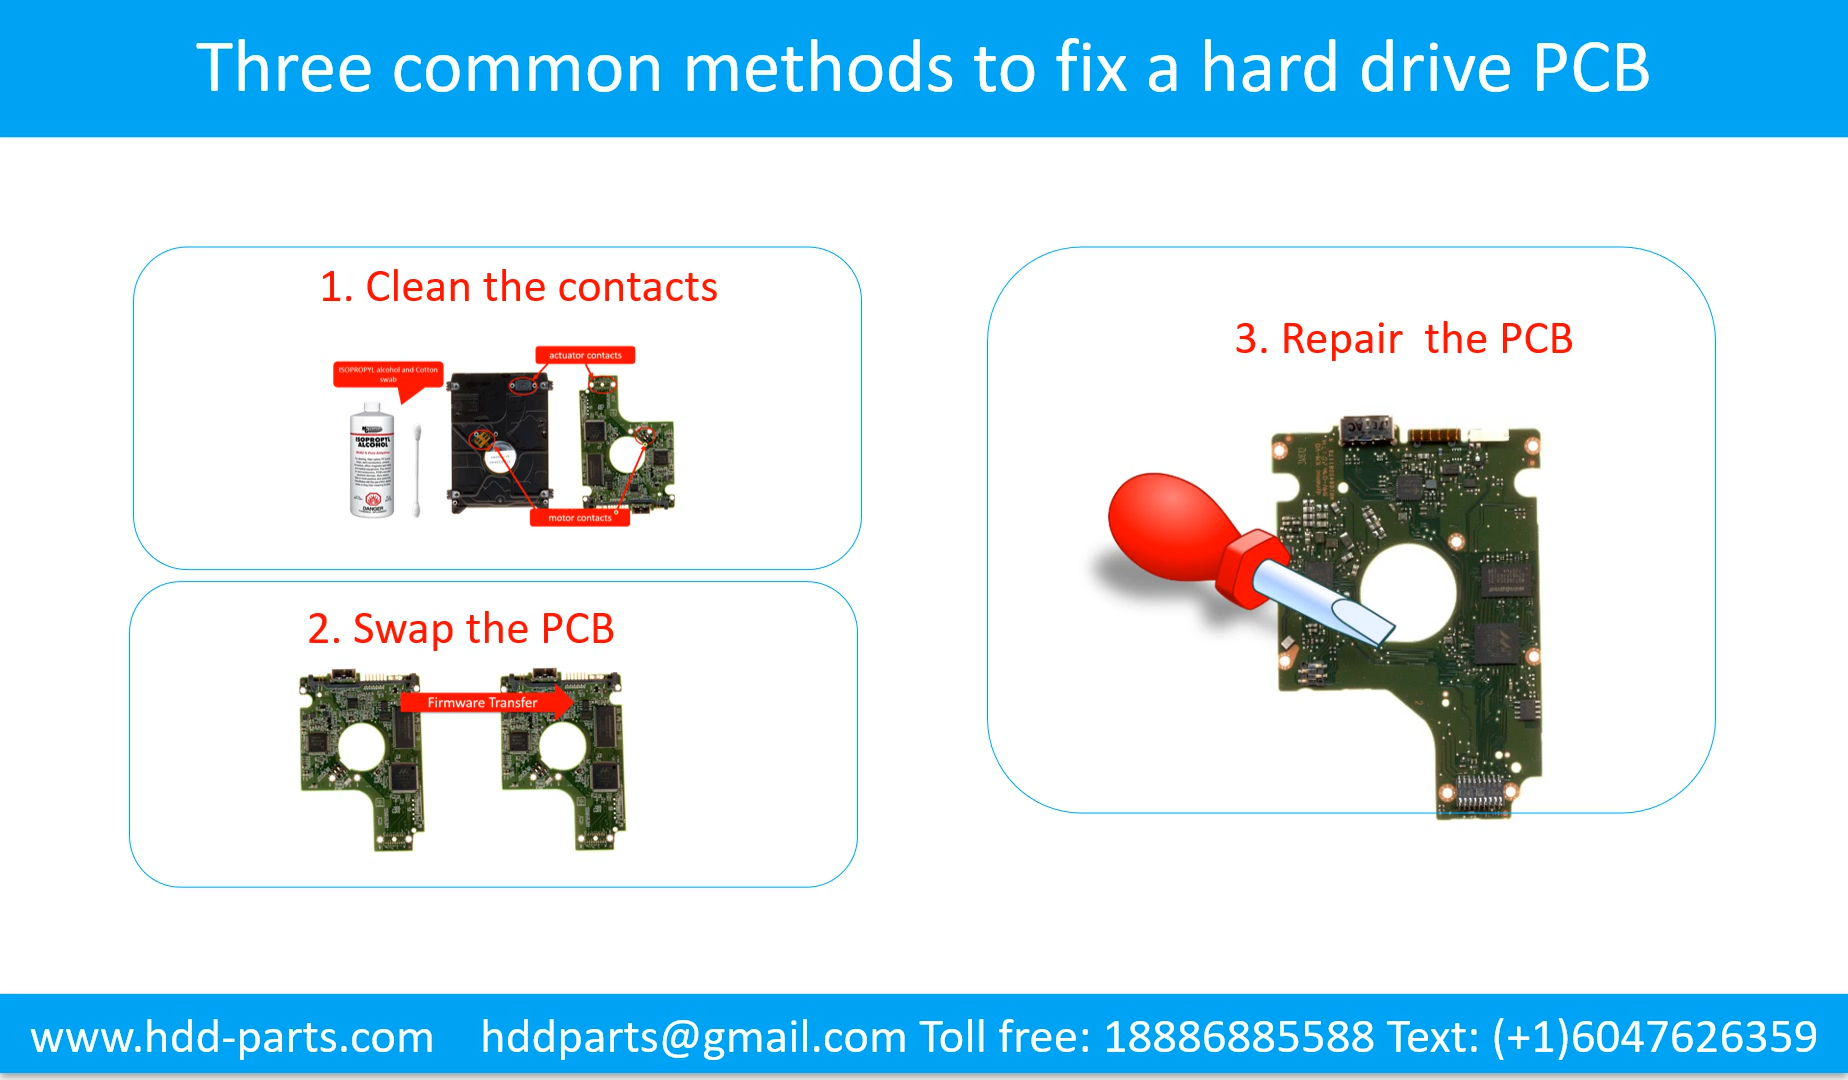 Three common methods to fix a hard drive PCB
1. Clean the contacts
actuator contacts
ISOPROPYL alcohol and Cotton
swab
ISOPROPYL
ALCOHOL
DANGER
motor contacts
2. Swap the PCB
Firmware Transfer
3. Repair the PCB
winbond
www.hdd-parts.com hddparts@gmail.com Toll free: 18886885588 Text: (+1)6047626359